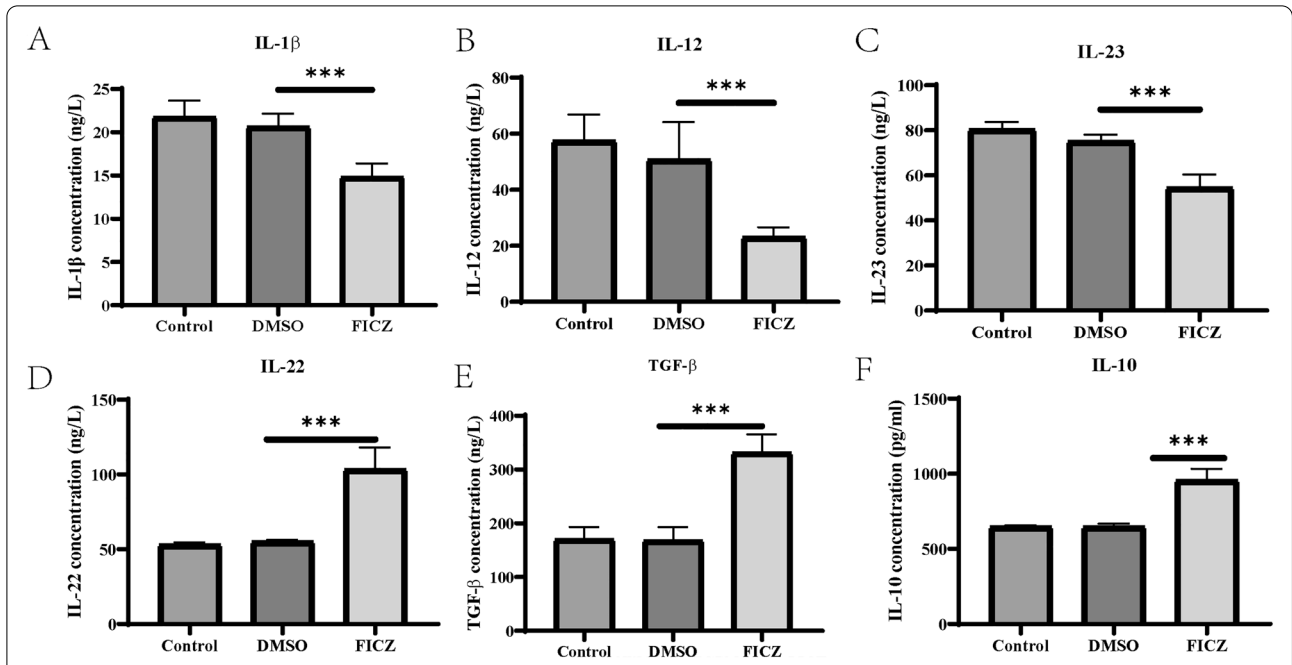 A
IL-1β
***
IL-1β concentration (ng/L)
25
20
15
10
5
0
Control DMSO FICZ
B
IL-12
***
IL-12 concentration (ng/L)
80
60
40
20
0
Control DMSO FICZ
C
IL-23
***
IL-23 concentration (ng/L)
100
80
60
40
20
0
Control DMSO FICZ
D
IL-22
***
IL-22 concentration (ng/L)
150
100
50
0
Control DMSO FICZ
E
TGF-β
***
TGF-β concentration (ng/L)
400
300
200
100
0
Control DMSO FICZ
F
IL-10
***
IL-10 concentration (pg/ml)
1500
1000
500
0
Control DMSO FICZ